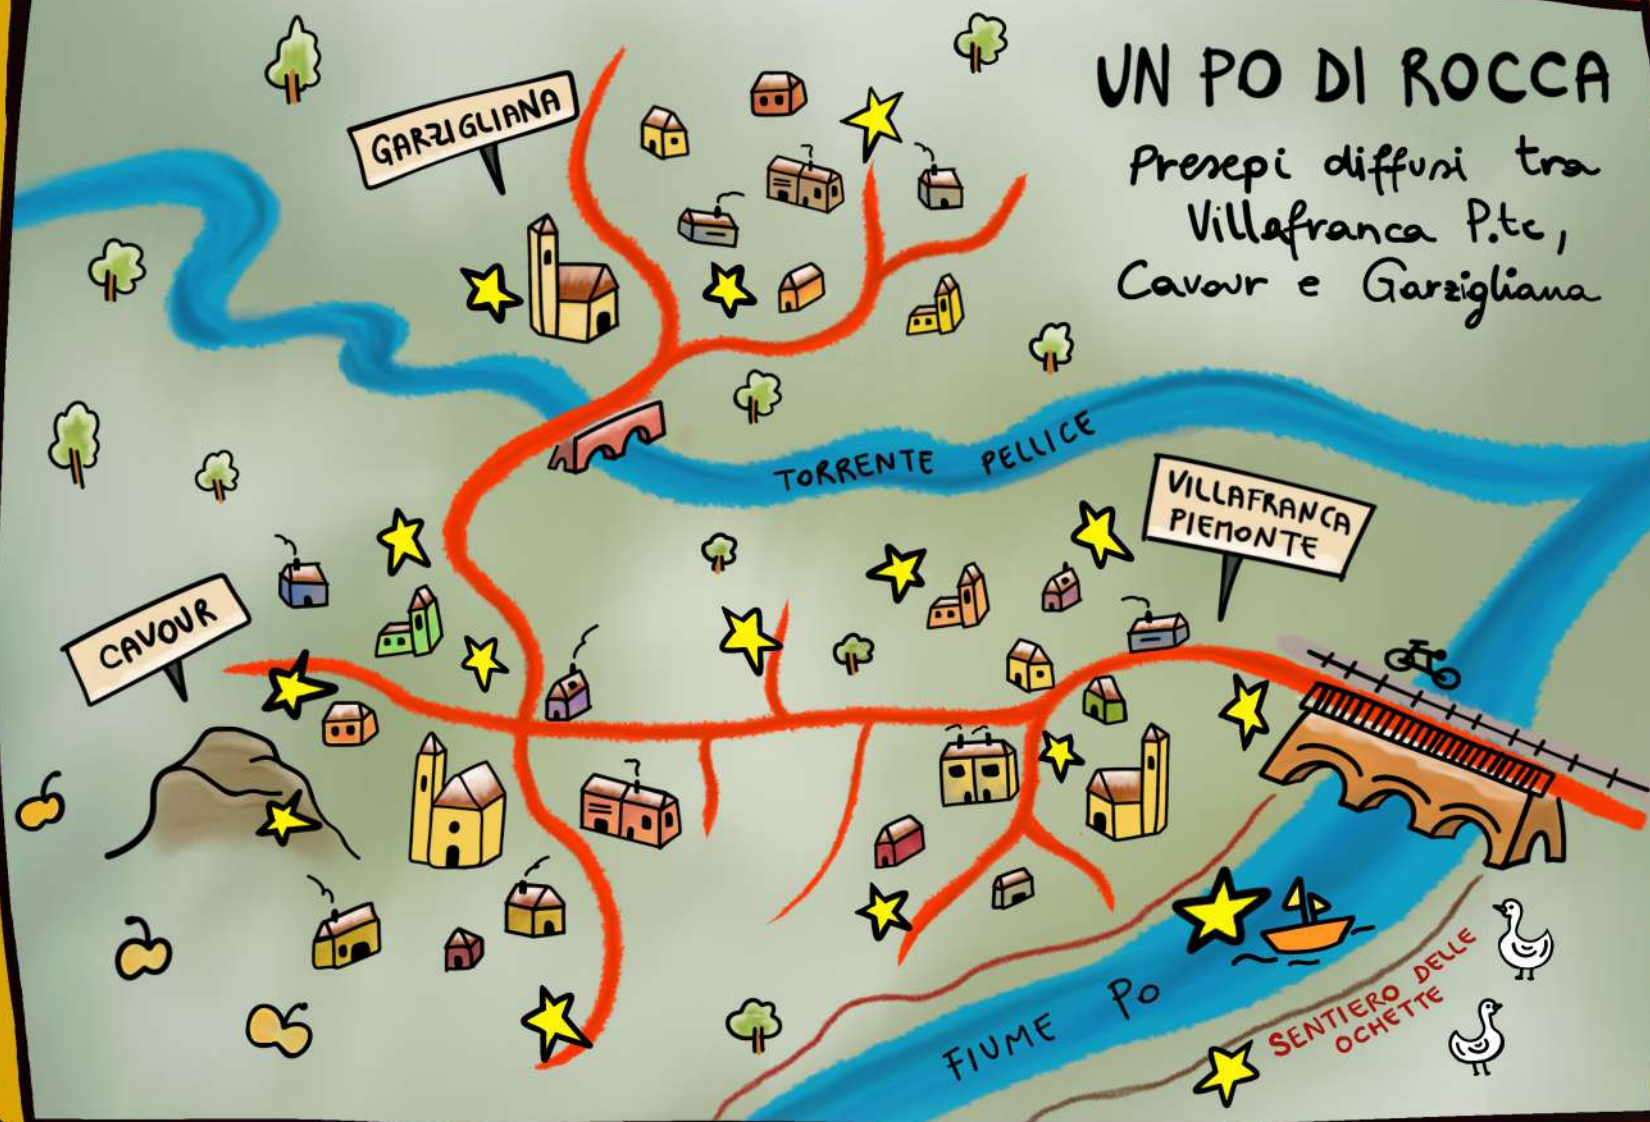 UN PO DI ROCCA
Presepi diffusi tra
Villafranca P.te,
Cavour e Garzigliana
GARZIGLIANA
TORRENTE PELLICE
VILLAFRANCA
PIEMONTE
CAVOUR
FIUME PO
SENTIERO DELLE
OCHETTE